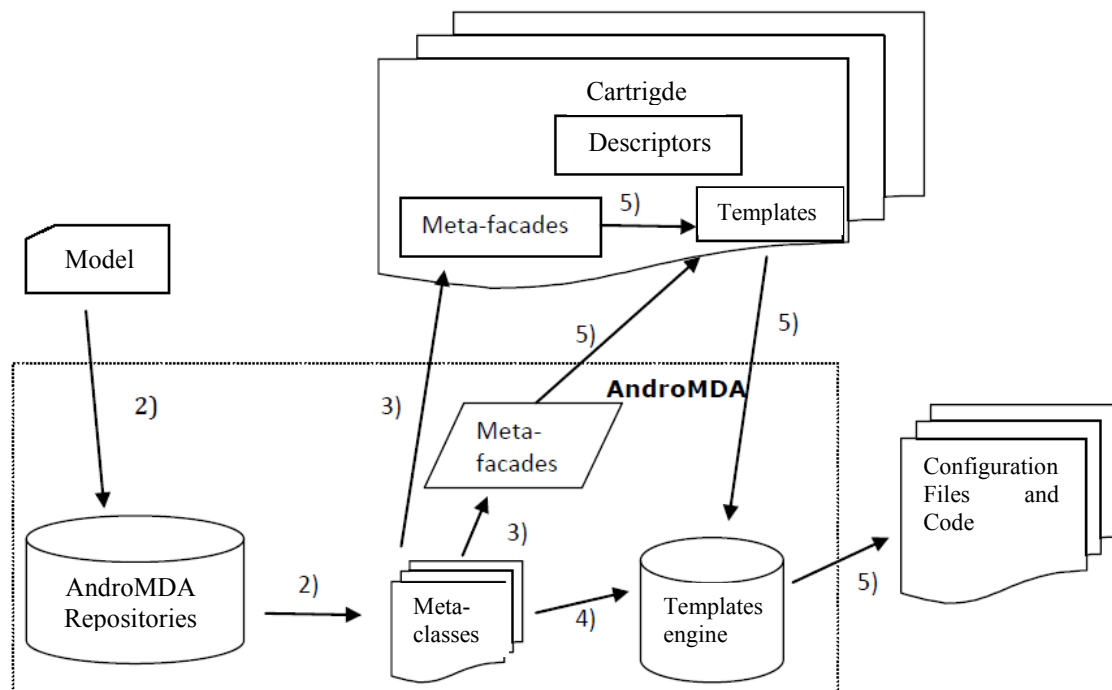 Cartrigde
Descriptors
Meta-facades
5)
Templates
Model
2)
3)
5)
5)
AndroMDA
Meta-
facades
3)
AndroMDA
Repositories
2)
Meta-
classes
4)
Templates
engine
5)
Configuration
Files and
Code